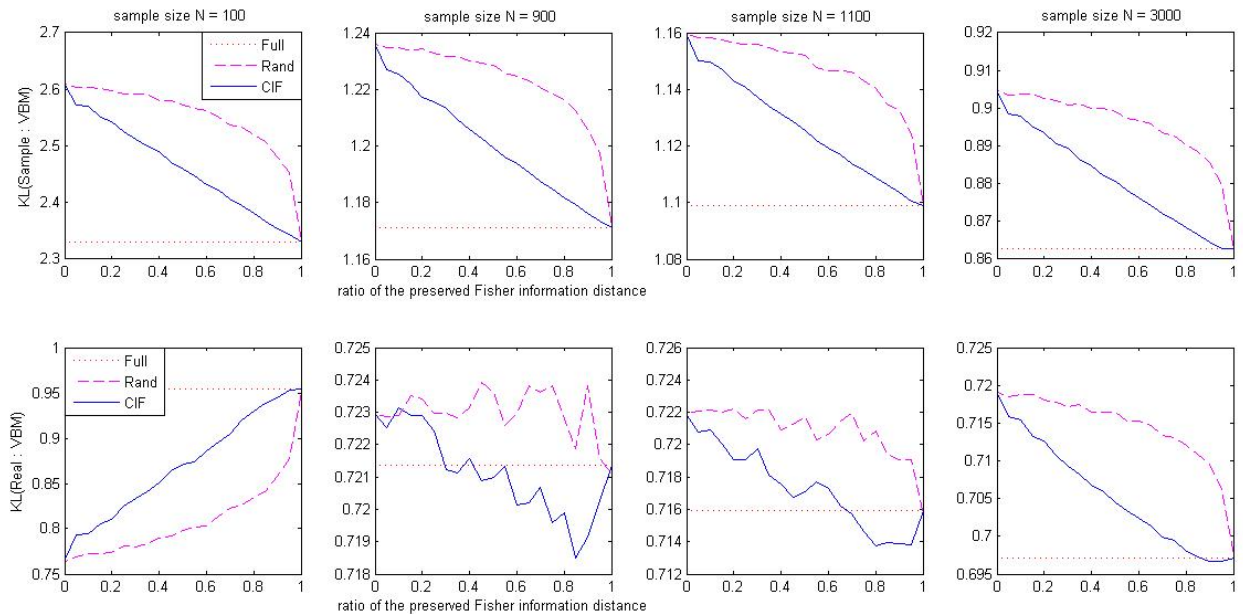 sample size N = 100
sample size N = 900
sample size N = 1100
sample size N = 3000
KL(Sample : VBM)
2.7
2.6
2.5
2.4
2.3
Full
Rand
CIF
0 0.2 0.4 0.6 0.8 1
1.24
1.22
1.2
1.18
1.16
0 0.2 0.4 0.6 0.8 1
1.16
1.14
1.12
1.1
1.08
0 0.2 0.4 0.6 0.8 1
0.92
0.91
0.9
0.89
0.88
0.87
0.86
0 0.2 0.4 0.6 0.8 1
ratio of the preserved Fisher information distance
KL(Real : VBM)
1
0.95
0.9
0.85
0.8
0.75
Full
Rand
CIF
0 0.2 0.4 0.6 0.8 1
0.725
0.724
0.723
0.722
0.721
0.72
0.719
0.718
0 0.2 0.4 0.6 0.8 1
0.726
0.724
0.722
0.72
0.718
0.716
0.714
0.712
0 0.2 0.4 0.6 0.8 1
0.725
0.72
0.715
0.71
0.705
0.7
0.695
0 0.2 0.4 0.6 0.8 1
ratio of the preserved Fisher information distance